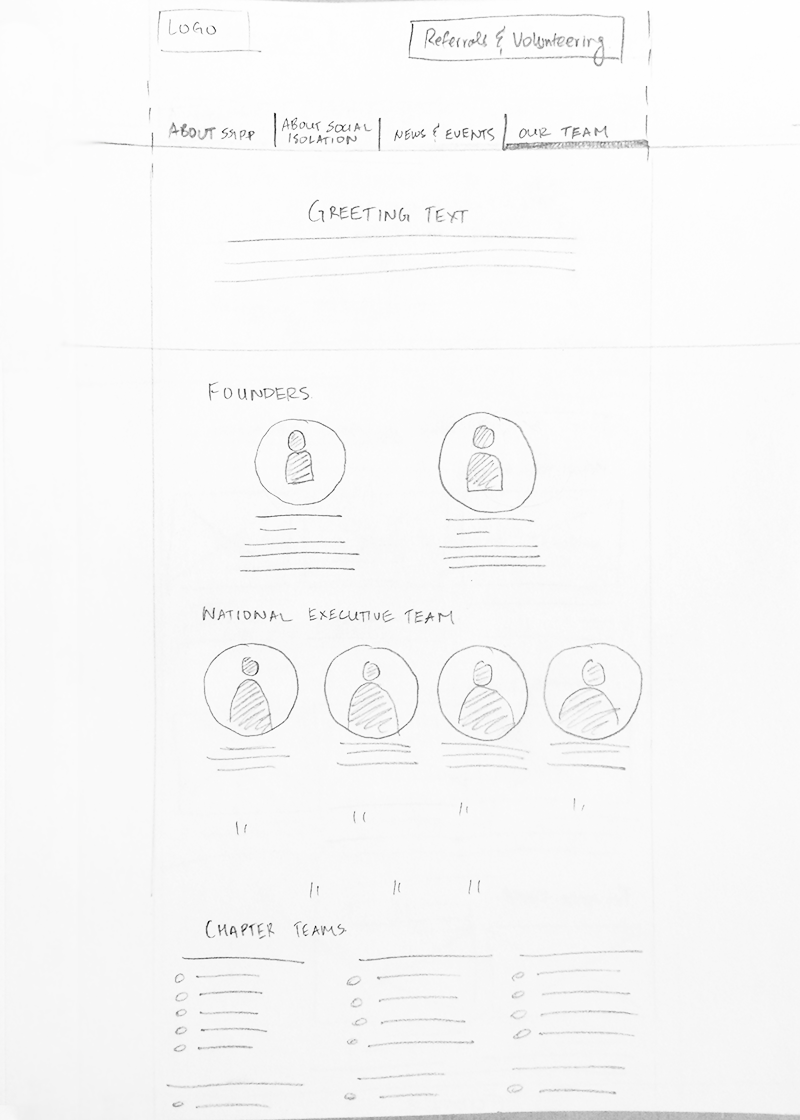 LOGO
Referrals & Volunteering
ABOUT SSIPP
ABOUT SOCIAL
ISOLATION
NEWS & EVENTS
OUR TEAM
GREETING TEXT
FOUNDERS
NATIONAL EXECUTIVE TEAM
CHAPTER TEAMS